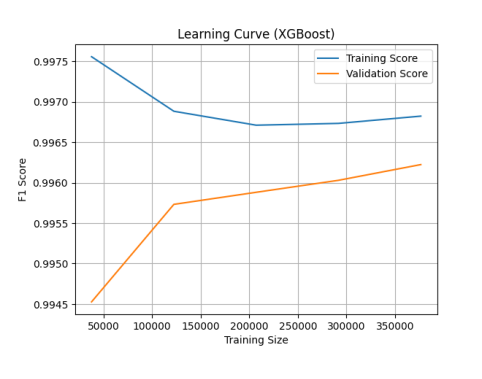 Learning Curve (XGBoost)
Training Score
Validation Score
0.9975
0.9970
0.9965
0.9960
0.9955
0.9950
0.9945
F1 Score
50000 100000 150000 200000 250000 300000 350000
Training Size